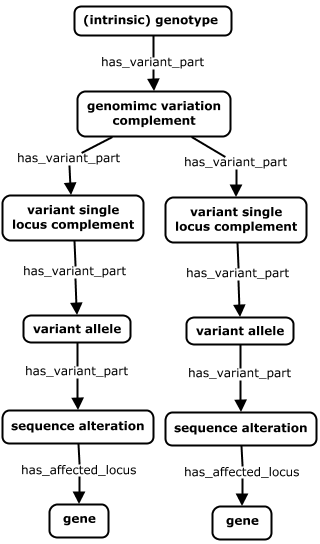 (intrinsic) genotype
has_variant_part
genomimc variation
complement
has_variant_part
has_variant_part
variant single
locus complement
variant single
locus complement
has_variant_part
has_variant_part
variant allele
variant allele
has_variant_part
has_variant_part
sequence alteration
sequence alteration
has_affected_locus
has_affected_locus
gene
gene